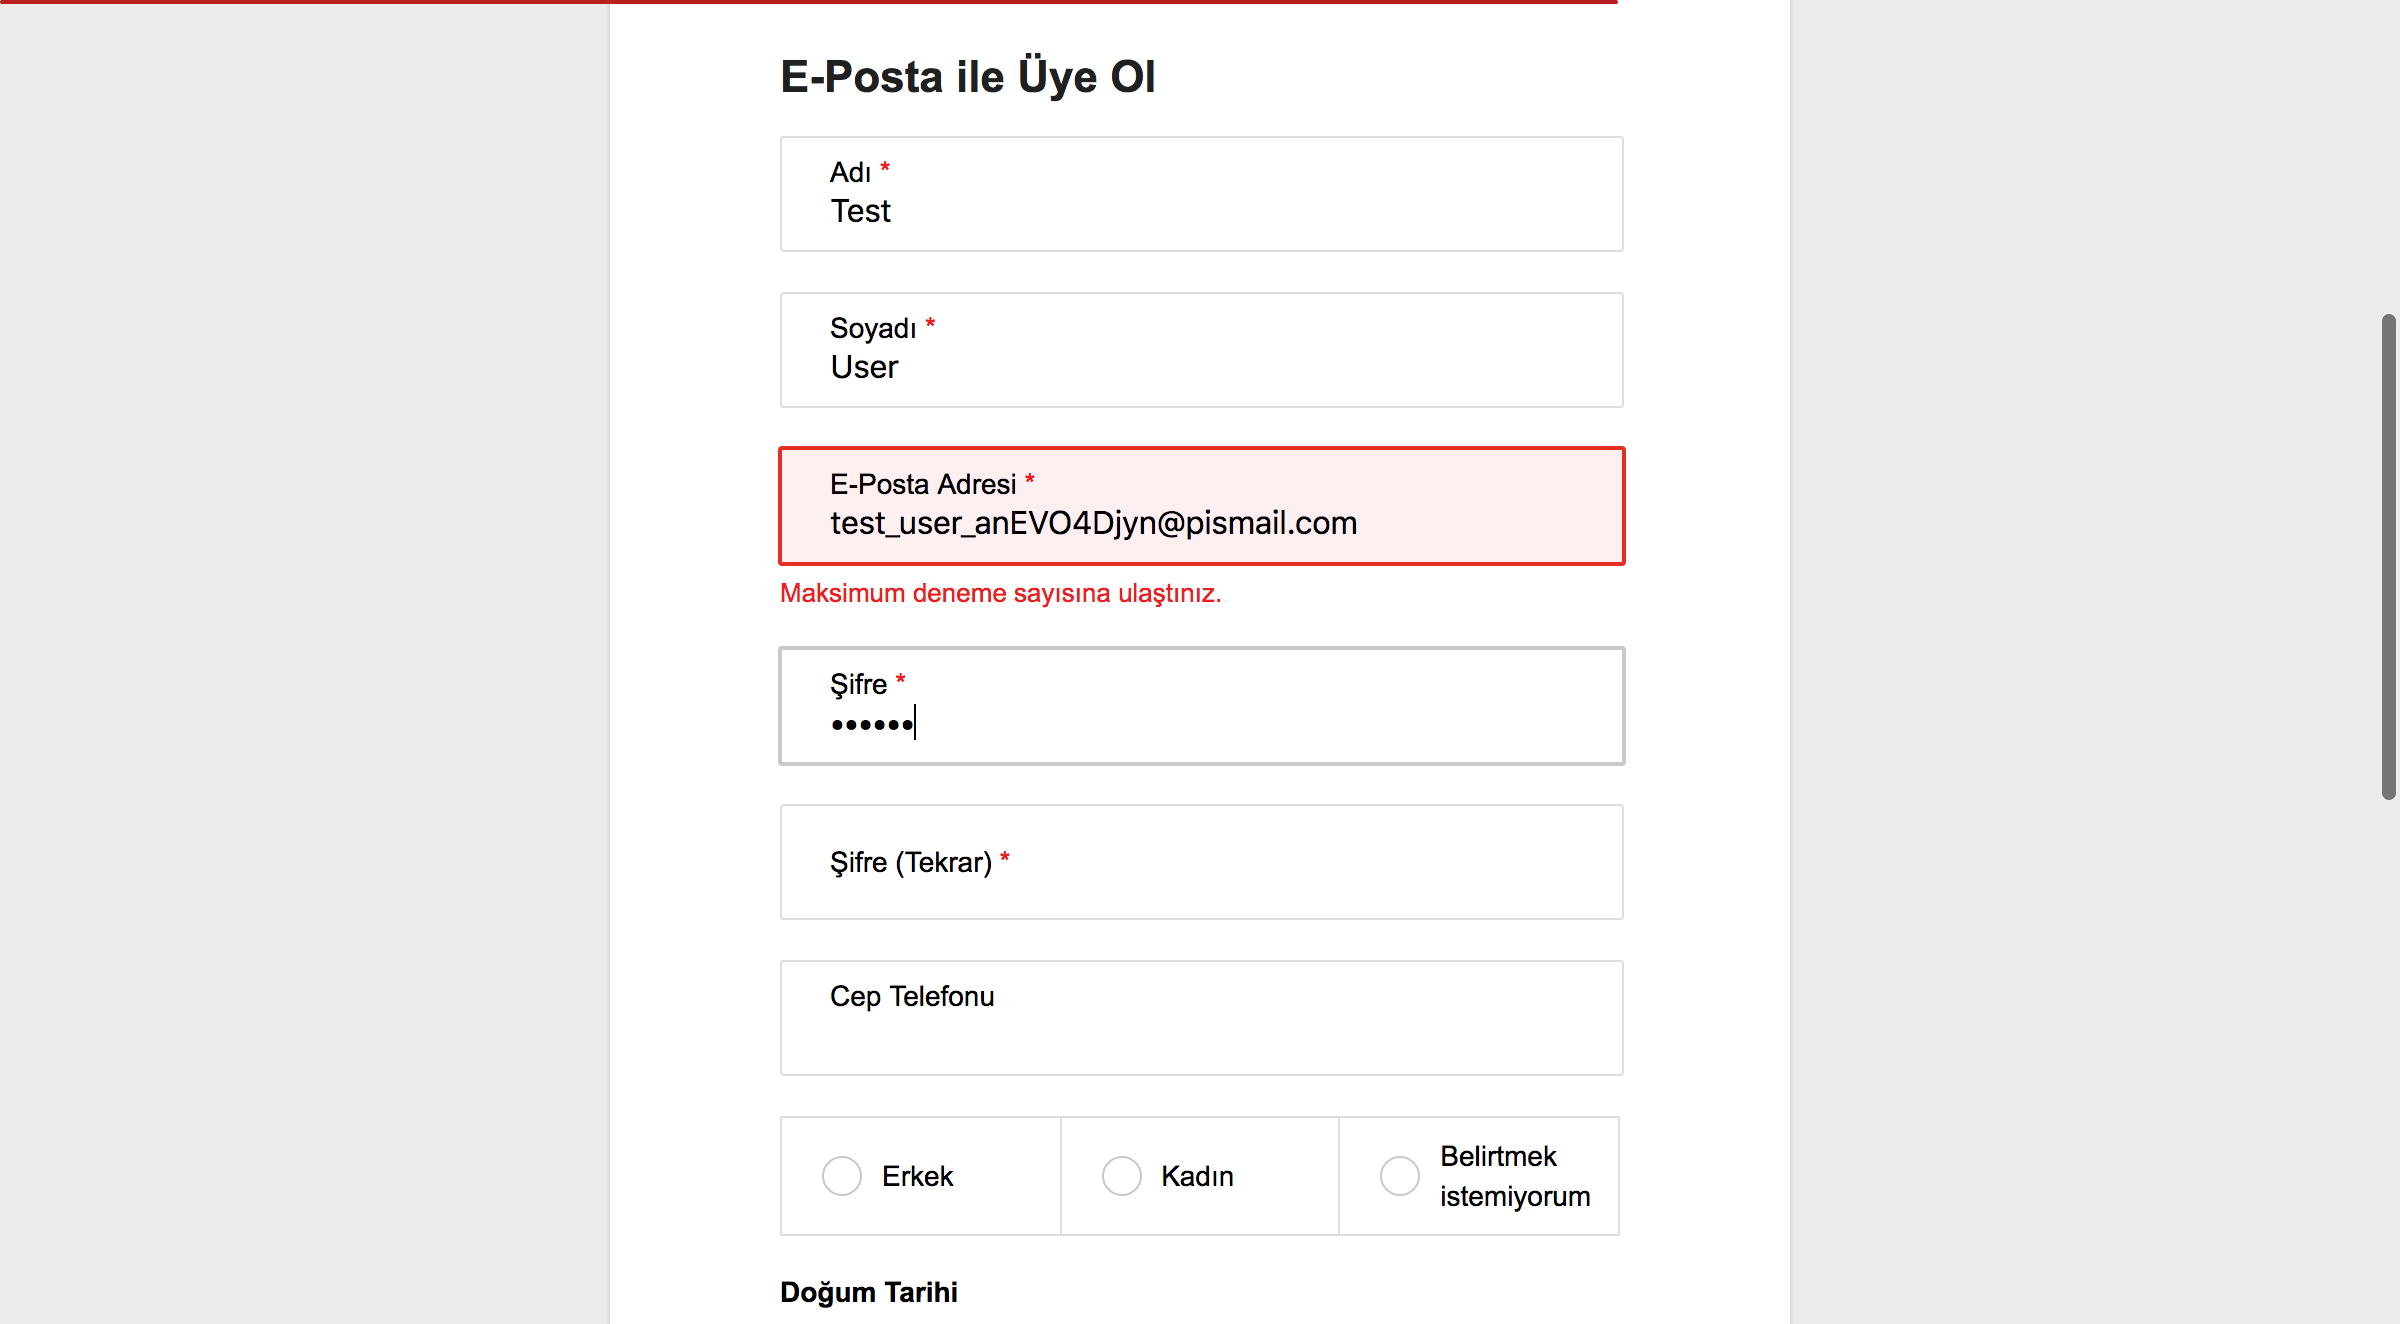 E-Posta ile Üye Ol
Adı *
Test
Soyadı *
User
E-Posta Adresi *
test_user_anEVO4Djyn@pismail.com
Maksimum deneme sayısına ulaştınız.
Şifre *
••••••
Şifre (Tekrar) *
Cep Telefonu
Erkek
Kadın
Belirtmek
istemiyorum
Doğum Tarihi